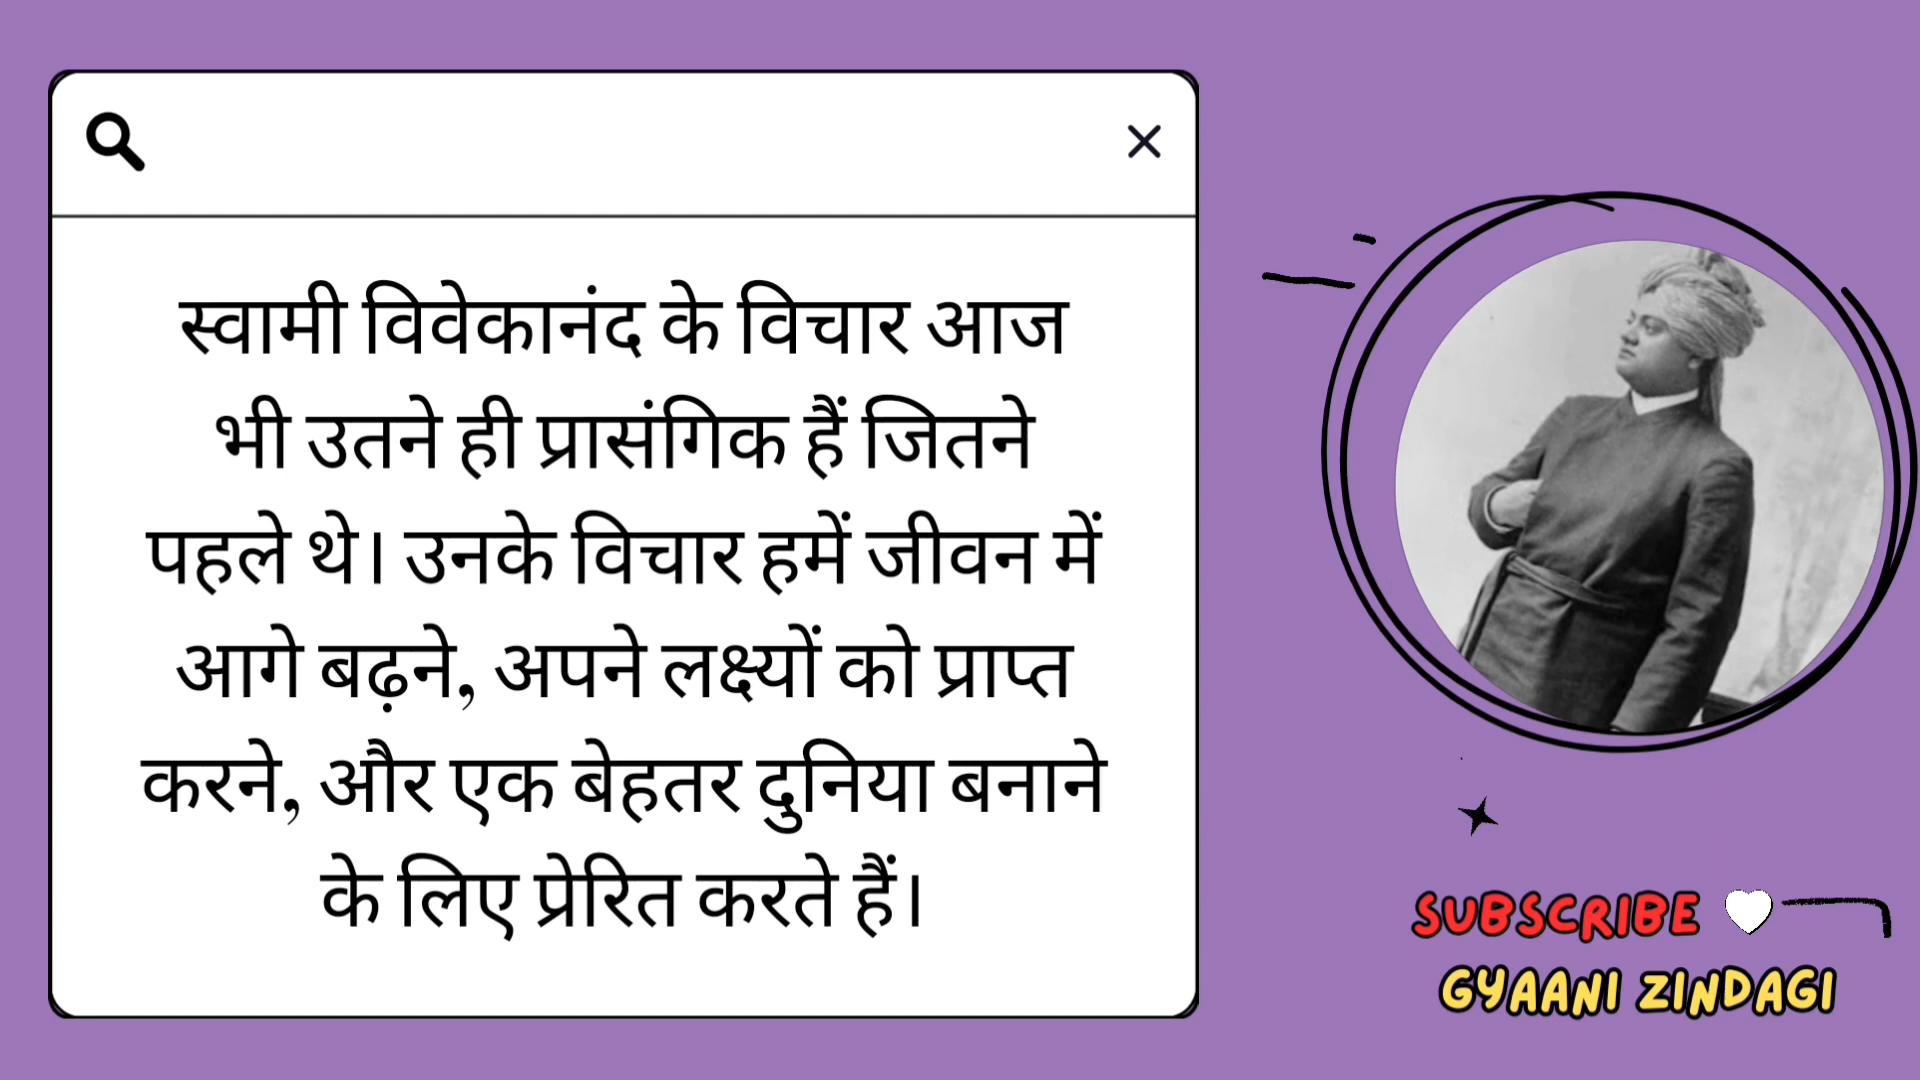 स्वामी विवेकानंद के विचार आज
भी उतने ही प्रासंगिक हैं जितने
पहले थे। उनके विचार हमें जीवन में
आगे बढ़ने, अपने लक्ष्यों को प्राप्त
करने, और एक बेहतर दुनिया बनाने
के लिए प्रेरित करते हैं।
SUBSCRIBE
GYAANI ZINDAGI